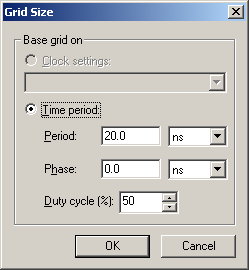 Grid Size
Base grid on
Clock settings:
Time period:
Period: 20.0 ns
Phase: 0.0 ns
Duty cycle (%): 50
OK Cancel